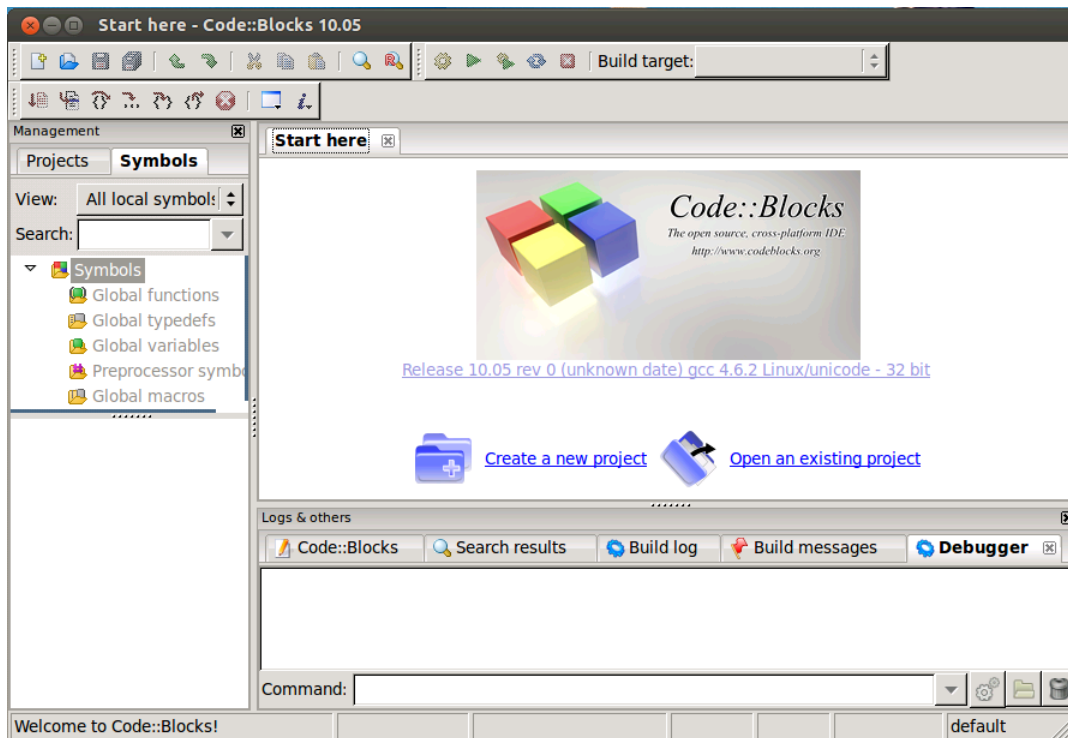 Start here - Code::Blocks 10.05
Build target:
Management
Projects Symbols
View: All local symbols
Search:
Symbols
Global functions
Global typedefs
Global variables
Preprocessor symbo
Global macros
Start here
Code::Blocks
The open source, cross-platform IDE
http://www.codeblocks.org
Release 10.05 rev 0 (unknown date) gcc 4.6.2 Linux/unicode - 32 bit
Create a new project Open an existing project
Logs & others
Code::Blocks Search results Build log Build messages Debugger
Command:
Welcome to Code::Blocks! default